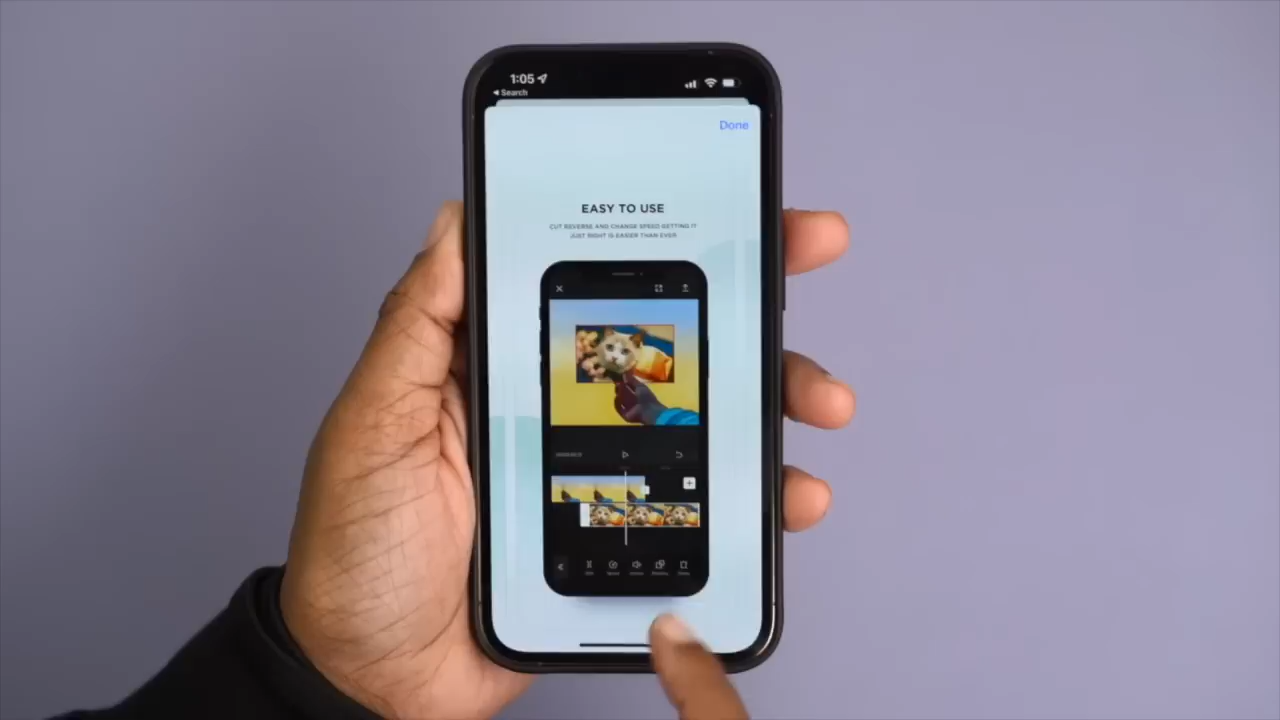 1:05
Search
Done
EASY TO USE
CUT REVERSE AND CHANGE SPEED GETTING IT
JUST RIGHT IS EASIER THAN EVER